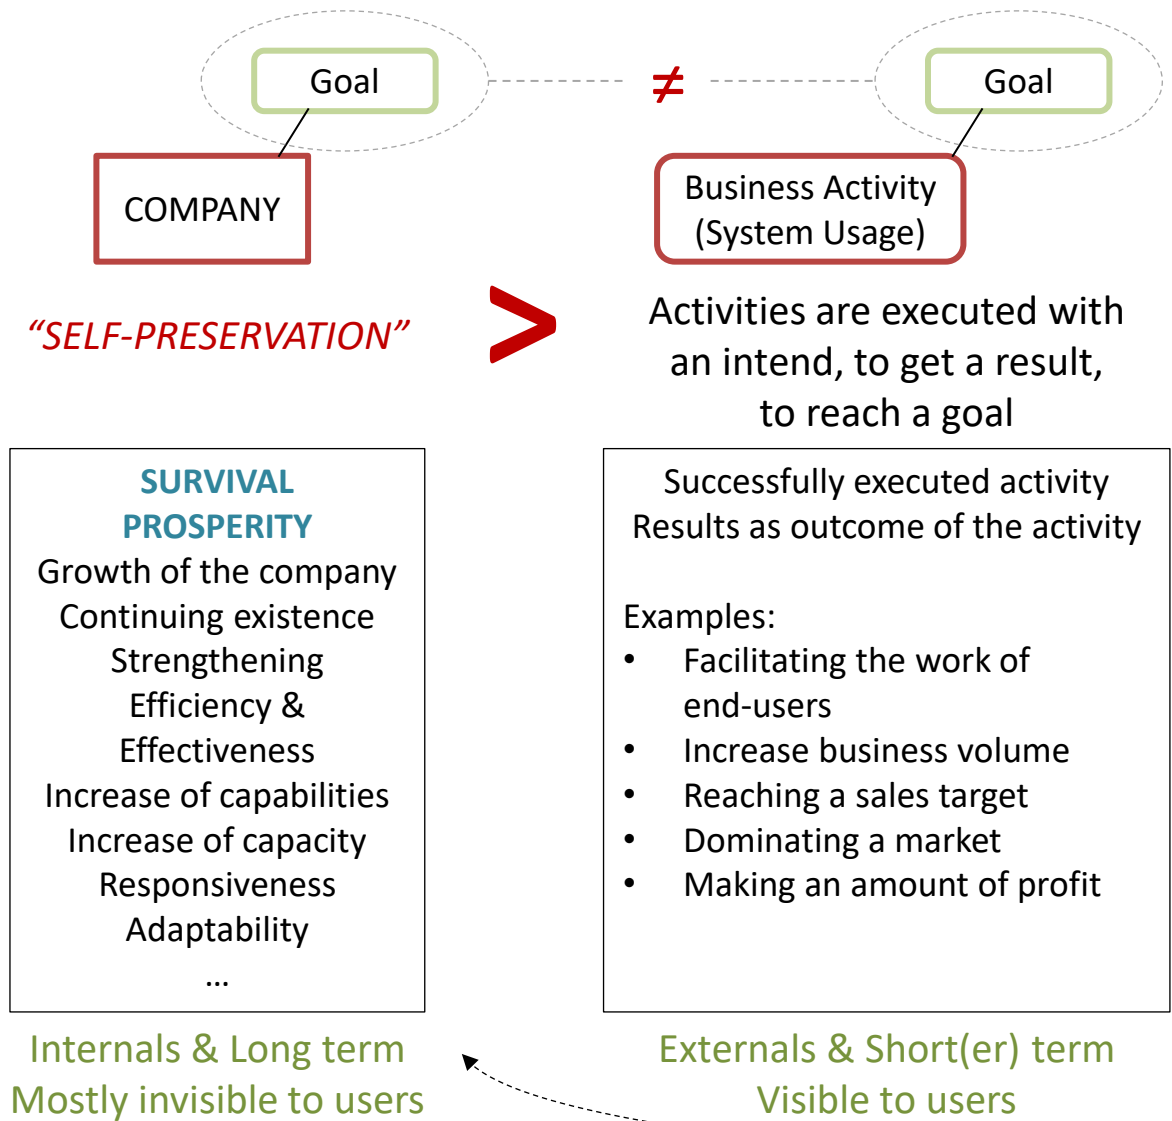 Goal
≠
Goal
COMPANY
Business Activity
(System Usage)
“SELF-PRESERVATION”
>
Activities are executed with
an intend, to get a result,
to reach a goal
SURVIVAL
PROSPERITY
Growth of the company
Continuing existence
Strengthening
Efficiency &
Effectiveness
Increase of capabilities
Increase of capacity
Responsiveness
Adaptability
...
Successfully executed activity
Results as outcome of the activity
Examples:
• Facilitating the work of
end-users
• Increase business volume
• Reaching a sales target
• Dominating a market
• Making an amount of profit
Internals & Long term
Mostly invisible to users
Externals & Short(er) term
Visible to users